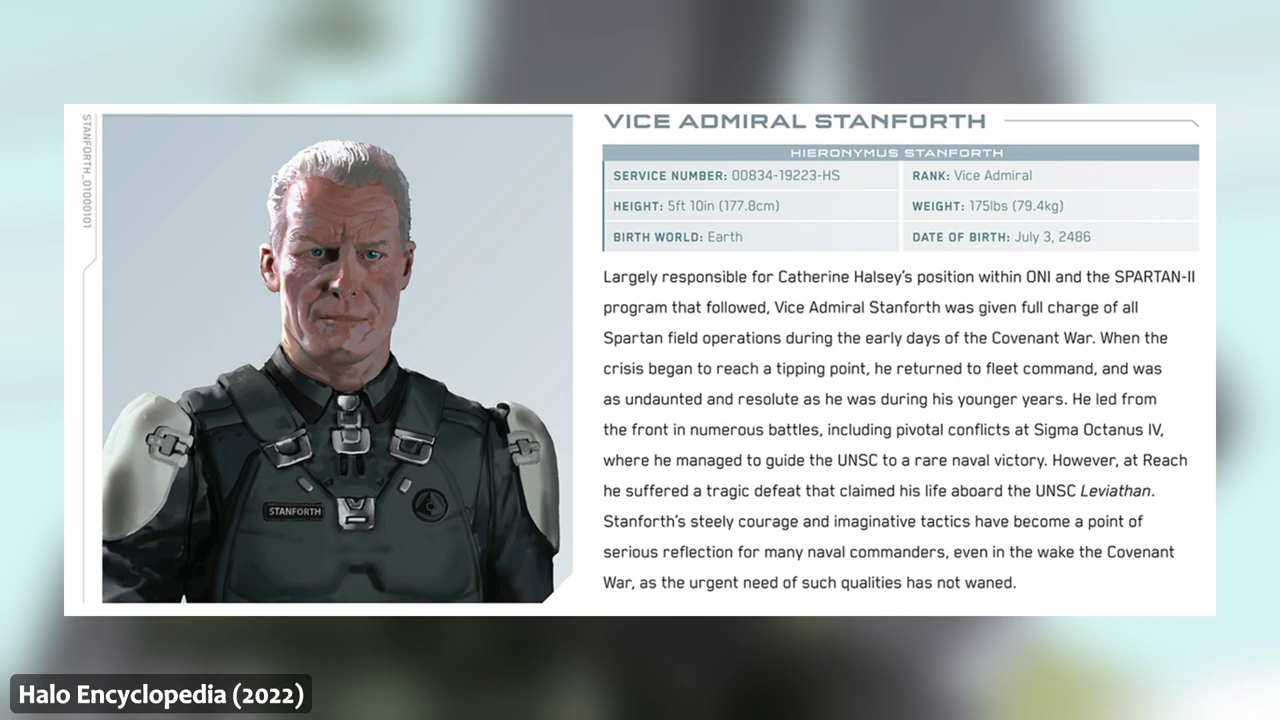 STANFORTH_01000101
VICE ADMIRAL STANFORTH
HIERONYMUS STANFORTH
SERVICE NUMBER: 00834-19223-HS
RANK: Vice Admiral
HEIGHT: 5ft 10in (177.8cm)
WEIGHT: 175lbs (79.4kg)
BIRTH WORLD: Earth
DATE OF BIRTH: July 3, 2486
Largely responsible for Catherine Halsey's position within ONI and the SPARTAN-II
program that followed, Vice Admiral Stanforth was given full charge of all
Spartan field operations during the early days of the Covenant War. When the
crisis began to reach a tipping point, he returned to fleet command, and was
as undaunted and resolute as he was during his younger years. He led from
the front in numerous battles, including pivotal conflicts at Sigma Octanus IV,
where he managed to guide the UNSC to a rare naval victory. However, at Reach
he suffered a tragic defeat that claimed his life aboard the UNSC Leviathan.
Stanforth's steely courage and imaginative tactics have become a point of
serious reflection for many naval commanders, even in the wake the Covenant
War, as the urgent need of such qualities has not waned.
STANFORTH
Halo Encyclopedia (2022)